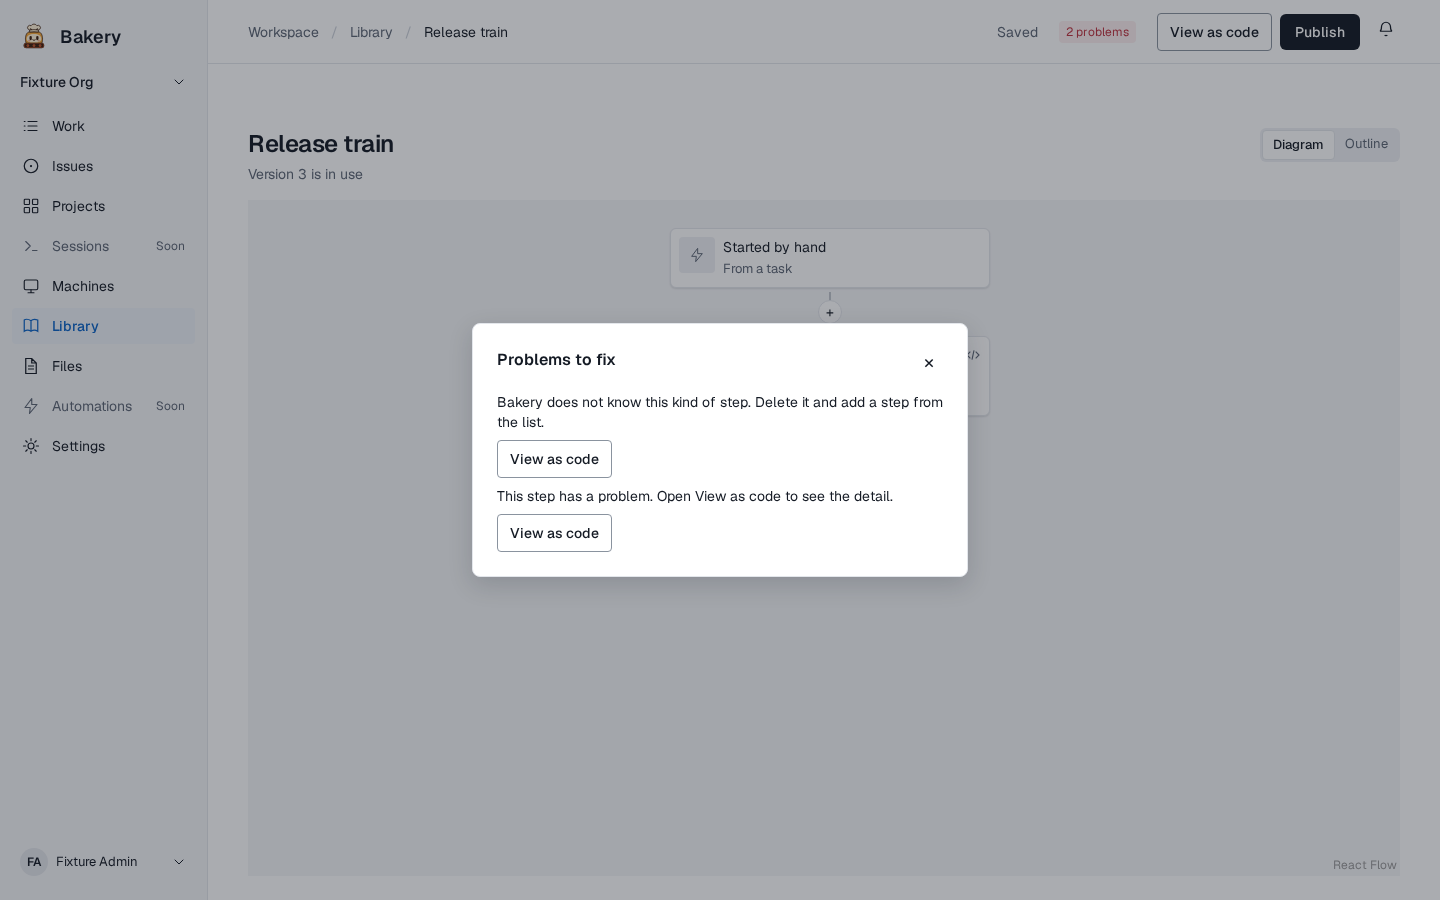 Bakery
Workspace / Library / Release train
Saved
2 problems
View as code
Publish
Fixture Org
Work
Issues
Projects
Sessions Soon
Machines
Library
Files
Automations Soon
Settings
Fixture Admin
FA
Release train
Version 3 is in use
Diagram
Outline
Started by hand
From a task
+
Problems to fix
Bakery does not know this kind of step. Delete it and add a step from
the list.
View as code
This step has a problem. Open View as code to see the detail.
View as code
React Flow